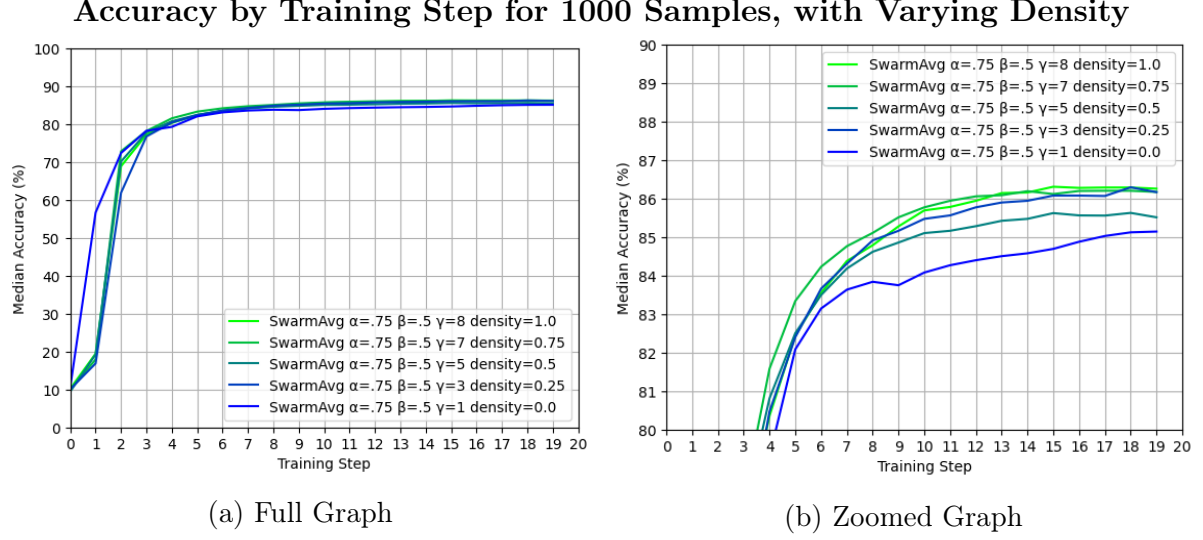 Accuracy by Training Step for 1000 Samples, with Varying Density
100
90
80
70
60
50
40
30
20
10
0
Median Accuracy (%)
SwarmAvg α=.75 β=.5 γ=8 density=1.0
SwarmAvg α=.75 β=.5 γ=7 density=0.75
SwarmAvg α=.75 β=.5 γ=5 density=0.5
SwarmAvg α=.75 β=.5 γ=3 density=0.25
SwarmAvg α=.75 β=.5 γ=1 density=0.0
0 1 2 3 4 5 6 7 8 9 10 11 12 13 14 15 16 17 18 19 20
Training Step
(a) Full Graph
90
89
88
87
86
85
84
83
82
81
80
Median Accuracy (%)
SwarmAvg α=.75 β=.5 γ=8 density=1.0
SwarmAvg α=.75 β=.5 γ=7 density=0.75
SwarmAvg α=.75 β=.5 γ=5 density=0.5
SwarmAvg α=.75 β=.5 γ=3 density=0.25
SwarmAvg α=.75 β=.5 γ=1 density=0.0
0 1 2 3 4 5 6 7 8 9 10 11 12 13 14 15 16 17 18 19 20
Training Step
(b) Zoomed Graph